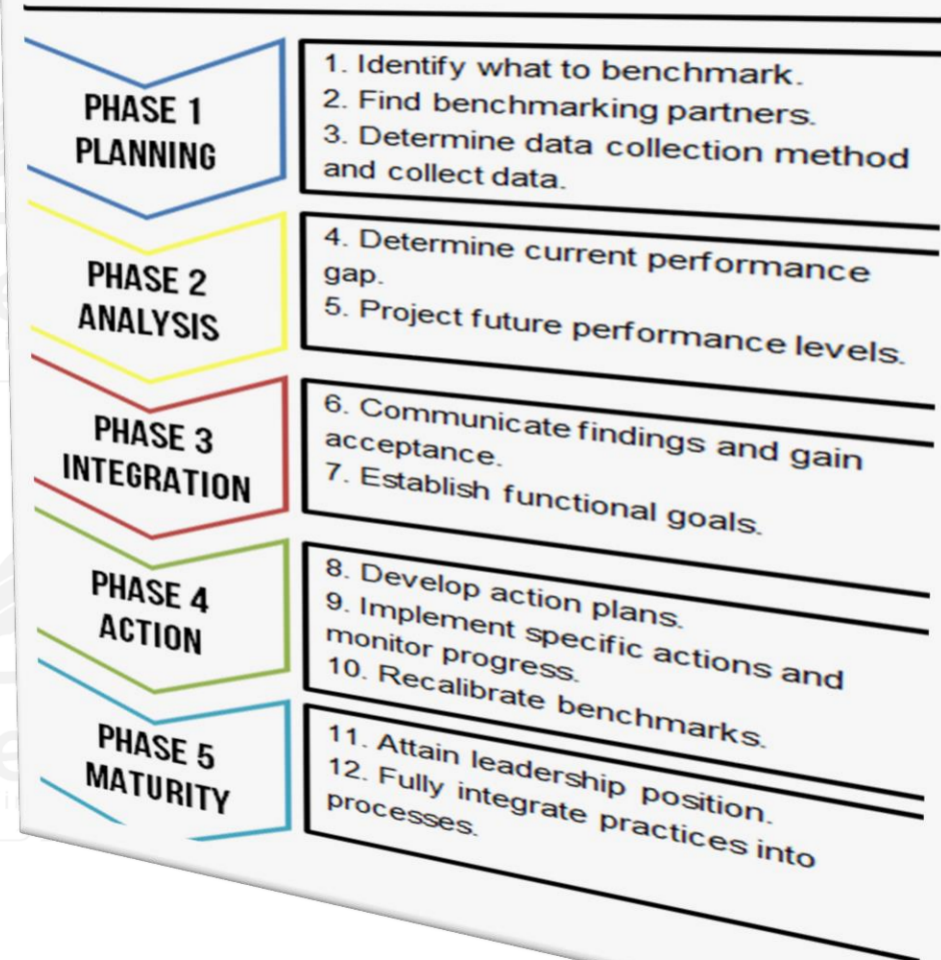 PHASE 1
PLANNING
1. Identify what to benchmark.
2. Find benchmarking partners.
3. Determine data collection method
and collect data.
PHASE 2
ANALYSIS
4. Determine current performance
gap.
5. Project future performance levels.
PHASE 3
INTEGRATION
6. Communicate findings and gain
acceptance.
7. Establish functional goals.
PHASE 4
ACTION
8. Develop action plans.
9. Implement specific actions and
monitor progress.
10. Recalibrate benchmarks.
PHASE 5
MATURITY
11. Attain leadership position.
12. Fully integrate practices into
processes.